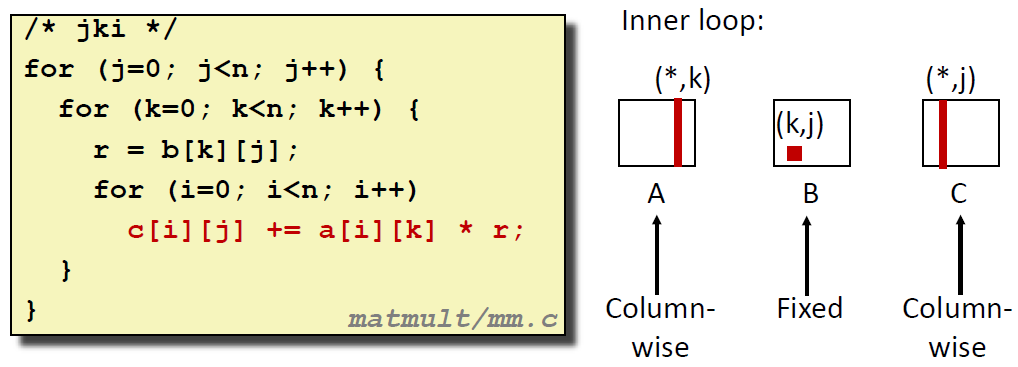 /* jki */
for (j=0; j<n; j++) {
  for (k=0; k<n; k++) {
    r = b[k][j];
    for (i=0; i<n; i++)
      c[i][j] += a[i][k] * r;
  }
}
matmult/mm.c
Inner loop:
(*,k)
(k,j)
(*,j)
A
B
C
Column-
wise
Fixed
Column-
wise